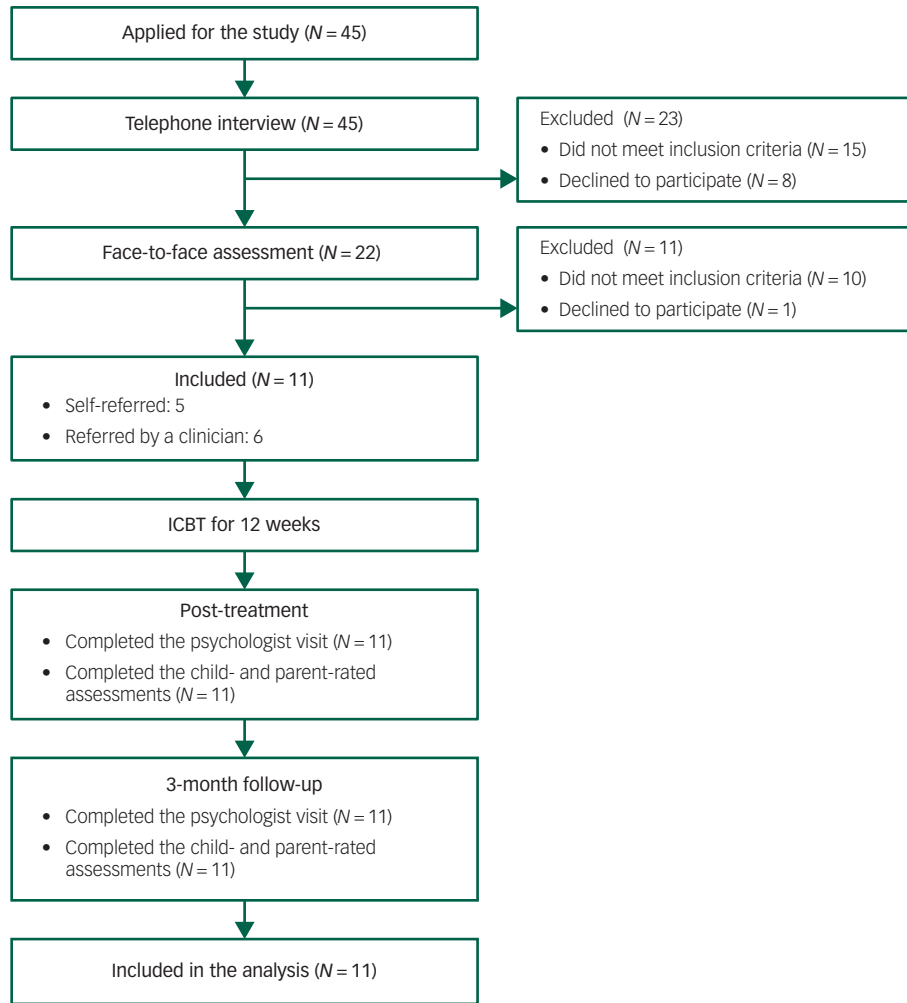 Applied for the study (N = 45)
Telephone interview (N = 45)
Excluded (N = 23)
• Did not meet inclusion criteria (N = 15)
• Declined to participate (N = 8)
Face-to-face assessment (N = 22)
Excluded (N = 11)
• Did not meet inclusion criteria (N = 10)
• Declined to participate (N = 1)
Included (N = 11)
• Self-referred: 5
• Referred by a clinician: 6
ICBT for 12 weeks
Post-treatment
• Completed the psychologist visit (N = 11)
• Completed the child- and parent-rated
assessments (N = 11)
3-month follow-up
• Completed the psychologist visit (N = 11)
• Completed the child- and parent-rated
assessments (N = 11)
Included in the analysis (N = 11)